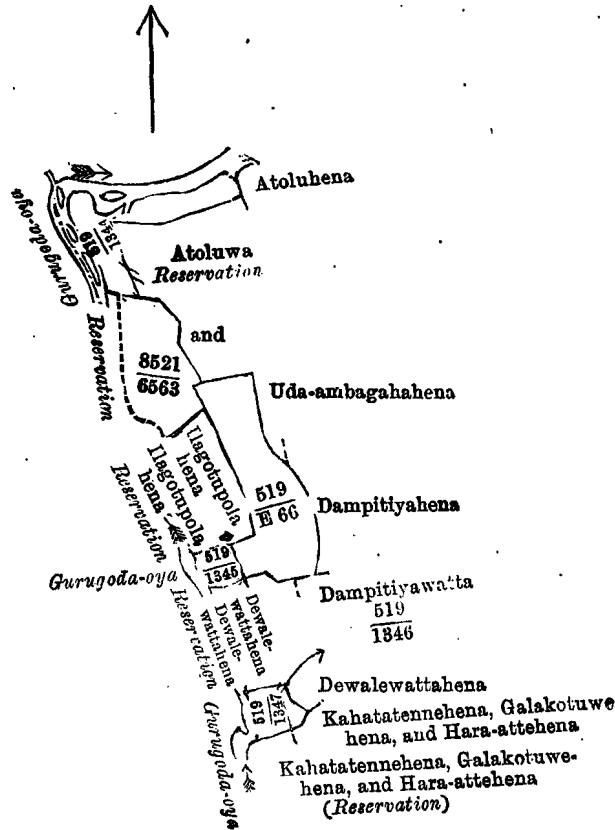 Atoluhena
Gurugoda-oya
619
1344
Atoluwa
Reservation
Reservation
and
8521
6563
Uda-ambagahahena
Ilagotupola
hena
Ilagotupola
hena
Reservation
519
E 66
Dampitiyahena
519
1345
Gurugoda-oya
Reservation
Dewale-
wattahena
Dewale-
wattahena
Dampitiyawatta
519
1346
Dewalewattahena
619
1347
Kahatatennehena, Galakotuwe
hena, and Hara-attehena
Gurugoda-oya
Kahatatennehena, Galakotuwe-
hena, and Hara-attehena
(Reservation)